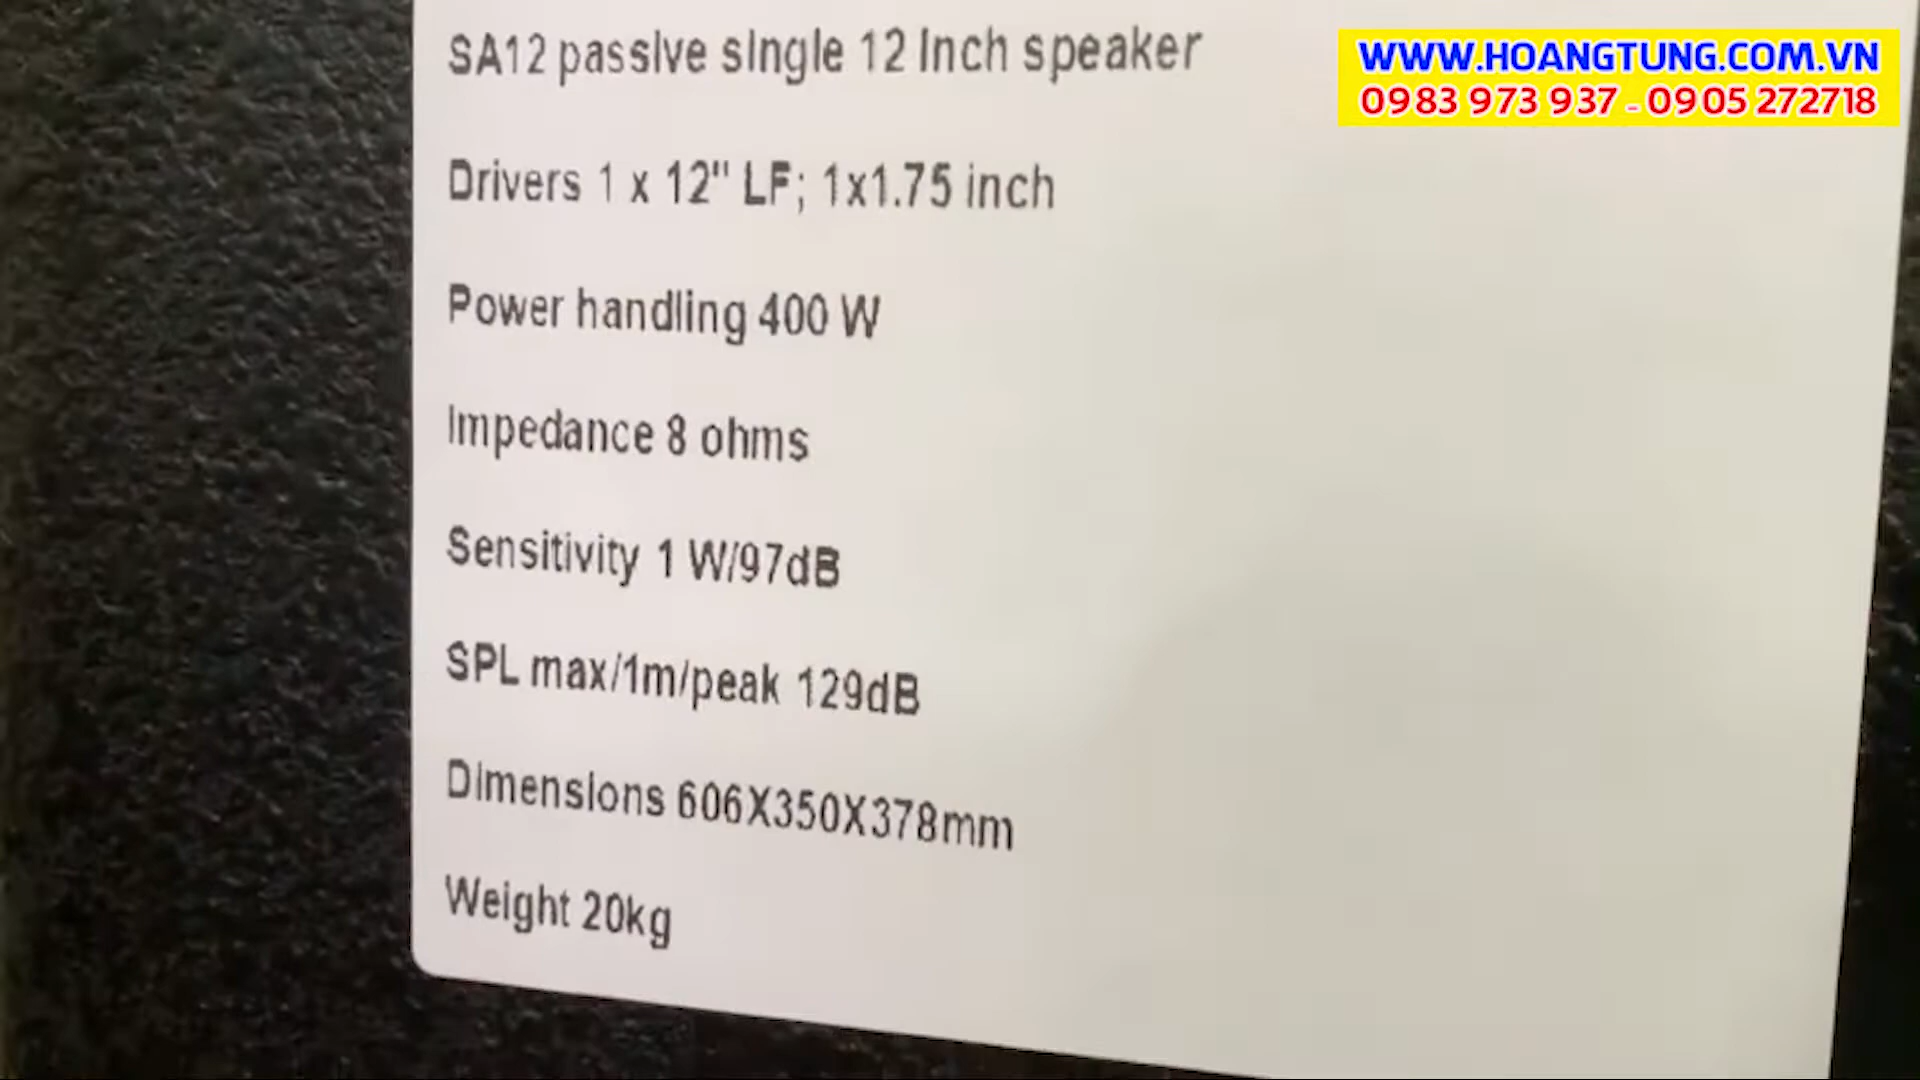 SA12 passive single 12 inch speaker
WWW.HOANGTUNG.COM.VN
0983 973 937 - 0905 272718
Drivers 1 x 12" LF; 1x1.75 inch
Power handling 400 W
Impedance 8 ohms
Sensitivity 1 W/97dB
SPL max/1m/peak 129dB
Dimensions 606X350X378mm
Weight 20kg